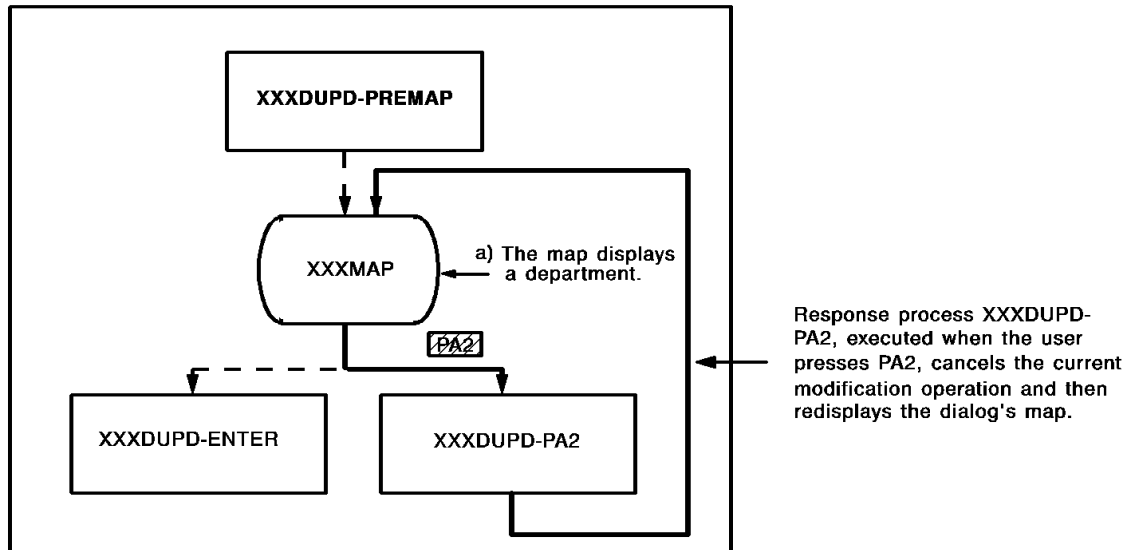 XXXDUPD-PREMAP
XXXMAP
a) The map displays
a department.
PA2
XXXDUPD-ENTER
XXXDUPD-PA2
Response process XXXDUPD-
PA2, executed when the user
presses PA2, cancels the current
modification operation and then
redisplays the dialog's map.